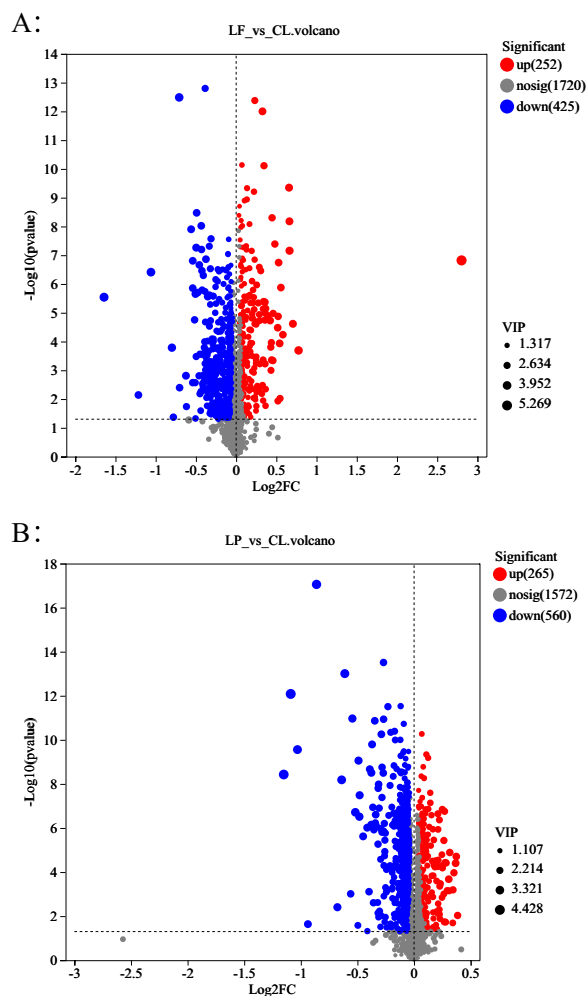 A:
LF_vs_CL.volcano
Significant
up(252)
nosig(1720)
down(425)
14
13
12
11
10
9
8
7
6
5
4
3
2
1
0
-Log10(pvalue)
VIP
1.317
2.634
3.952
5.269
-2 -1.5 -1 -0.5 0 0.5 1 1.5 2 2.5 3
Log2FC
B:
LP_vs_CL.volcano
Significant
up(265)
nosig(1572)
down(560)
18
16
14
12
10
8
6
4
2
0
-Log10(pvalue)
VIP
1.107
2.214
3.321
4.428
-3 -2.5 -2 -1.5 -1 -0.5 0 0.5
Log2FC